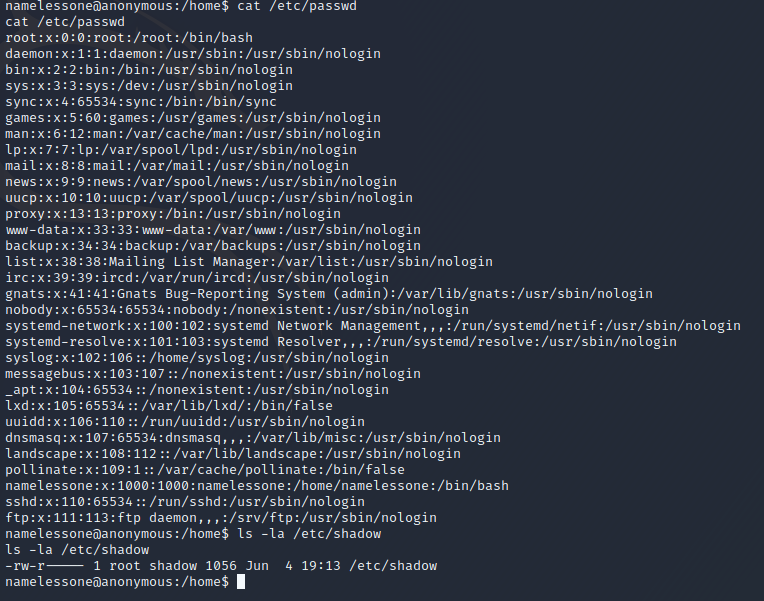 namelessone@anonymous:/home$ cat /etc/passwd
cat /etc/passwd
root:x:0:0:root:/root:/bin/bash
daemon:x:1:1:daemon:/usr/sbin:/usr/sbin/nologin
bin:x:2:2:bin:/bin:/usr/sbin/nologin
sys:x:3:3:sys:/dev:/usr/sbin/nologin
sync:x:4:65534:sync:/bin:/bin/sync
games:x:5:60:games:/usr/games:/usr/sbin/nologin
man:x:6:12:man:/var/cache/man:/usr/sbin/nologin
lp:x:7:7:lp:/var/spool/lpd:/usr/sbin/nologin
mail:x:8:8:mail:/var/mail:/usr/sbin/nologin
news:x:9:9:news:/var/spool/news:/usr/sbin/nologin
uucp:x:10:10:uucp:/var/spool/uucp:/usr/sbin/nologin
proxy:x:13:13:proxy:/bin:/usr/sbin/nologin
www-data:x:33:33:www-data:/var/www:/usr/sbin/nologin
backup:x:34:34:backup:/var/backups:/usr/sbin/nologin
list:x:38:38:Mailing List Manager:/var/list:/usr/sbin/nologin
irc:x:39:39:ircd:/var/run/ircd:/usr/sbin/nologin
gnats:x:41:41:Gnats Bug-Reporting System (admin):/var/lib/gnats:/usr/sbin/nologin
nobody:x:65534:65534:nobody:/nonexistent:/usr/sbin/nologin
systemd-network:x:100:102:systemd Network Management,,,:/run/systemd/netif:/usr/sbin/nologin
systemd-resolve:x:101:103:systemd Resolver,,,:/run/systemd/resolve:/usr/sbin/nologin
syslog:x:102:106::/home/syslog:/usr/sbin/nologin
messagebus:x:103:107::/nonexistent:/usr/sbin/nologin
_apt:x:104:65534::/nonexistent:/usr/sbin/nologin
lxd:x:105:65534::/var/lib/lxd/:/bin/false
uuidd:x:106:110::/run/uuidd:/usr/sbin/nologin
dnsmasq:x:107:65534:dnsmasq,,,:/var/lib/misc:/usr/sbin/nologin
landscape:x:108:112::/var/lib/landscape:/usr/sbin/nologin
pollinate:x:109:1::/var/cache/pollinate:/bin/false
namelessone:x:1000:1000:namelessone:/home/namelessone:/bin/bash
sshd:x:110:65534::/run/sshd:/usr/sbin/nologin
ftp:x:111:113:ftp daemon,,,:/srv/ftp:/usr/sbin/nologin
namelessone@anonymous:/home$ ls -la /etc/shadow
ls -la /etc/shadow
-rw-r----- 1 root shadow 1056 Jun  4 19:13 /etc/shadow
namelessone@anonymous:/home$